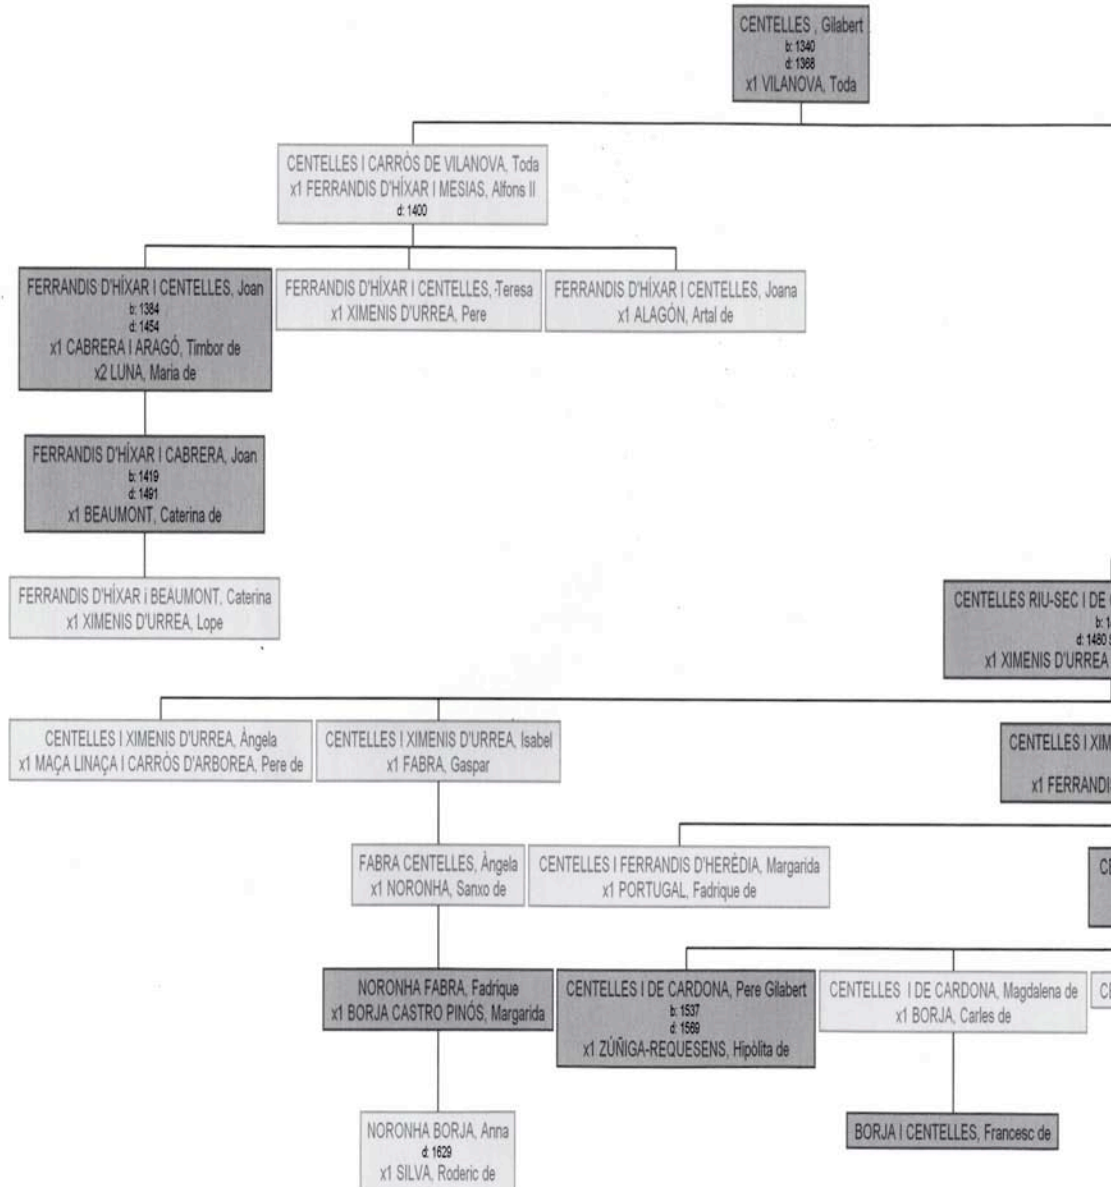 CENTELLES , Gilabert
b: 1340
d: 1368
x1 VILANOVA, Toda
CENTELLES I CARRÒS DE VILANOVA, Toda
x1 FERRANDIS D'HÍXAR I MESIAS, Alfons II
d: 1400
FERRANDIS D'HÍXAR I CENTELLES, Joan
b: 1384
d: 1454
x1 CABRERA I ARAGÓ, Timbor de
x2 LUNA, Maria de
FERRANDIS D'HÍXAR I CENTELLES, Teresa
x1 XIMENIS D'URREA, Pere
FERRANDIS D'HÍXAR I CENTELLES, Joana
x1 ALAGÓN, Artal de
FERRANDIS D'HÍXAR I CABRERA, Joan
b: 1419
d: 1491
x1 BEAUMONT, Caterina de
FERRANDIS D'HÍXAR i BEAUMONT, Caterina
x1 XIMENIS D'URREA, Lope
CENTELLES RIU-SEC I DE
b: 1
d: 1480
x1 XIMENIS D'URREA
CENTELLES I XIMENIS D'URREA, Àngela
x1 MAÇA LINAÇA I CARRÒS D'ARBOREA, Pere de
CENTELLES I XIMENIS D'URREA, Isabel
x1 FABRA, Gaspar
CENTELLES I XIM
x1 FERRANDI
FABRA CENTELLES, Àngela
x1 NORONHA, Sanxo de
CENTELLES I FERRANDIS D'HERÈDIA, Margarida
x1 PORTUGAL, Fadrique de
CE
NORONHA FABRA, Fadrique
x1 BORJA CASTRO PINÓS, Margarida
CENTELLES I DE CARDONA, Pere Gilabert
b: 1537
d: 1569
x1 ZÚÑIGA-REQUESENS, Hipòlita de
CENTELLES I DE CARDONA, Magdalena de
x1 BORJA, Carles de
CE
NORONHA BORJA, Anna
d: 1629
x1 SILVA, Roderic de
BORJA I CENTELLES, Francesc de